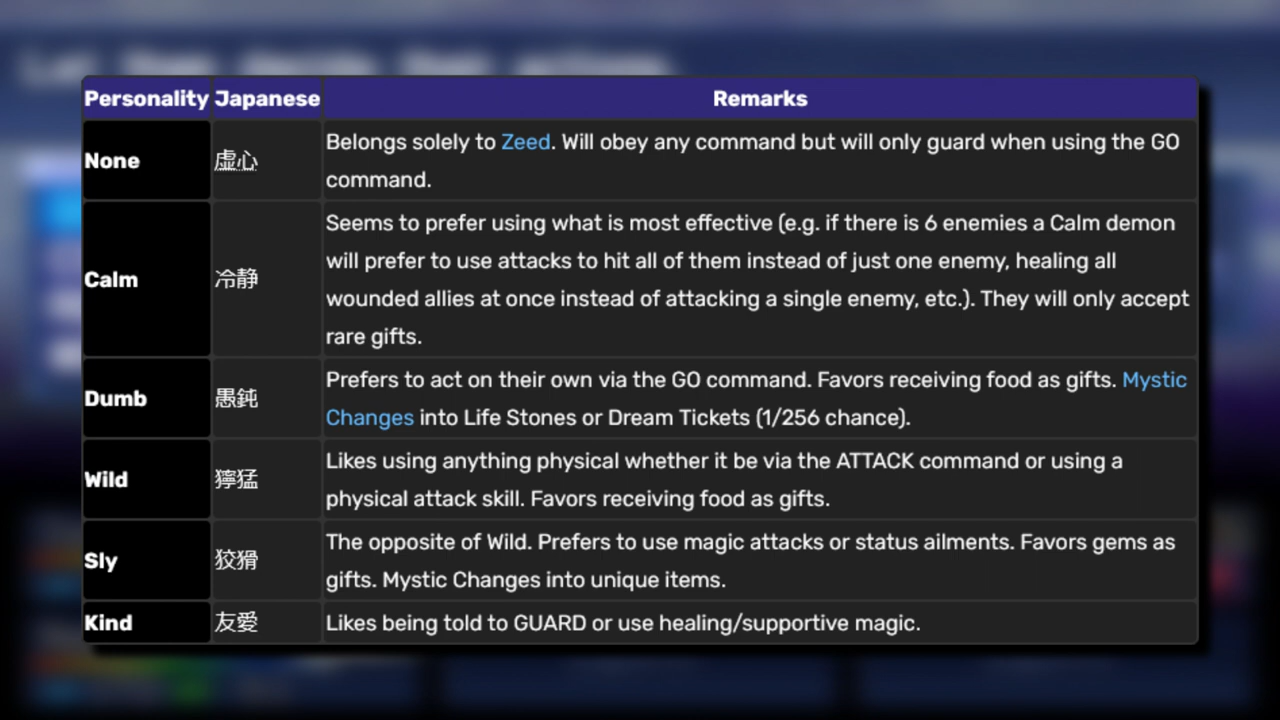 Personality Japanese Remarks
None 虚心 Belongs solely to Zeed. Will obey any command but will only guard when using the GO
command.
Calm 冷静 Seems to prefer using what is most effective (e.g. if there is 6 enemies a Calm demon
will prefer to use attacks to hit all of them instead of just one enemy, healing all
wounded allies at once instead of attacking a single enemy, etc.). They will only accept
rare gifts.
Dumb 愚鈍 Prefers to act on their own via the GO command. Favors receiving food as gifts. Mystic
Changes into Life Stones or Dream Tickets (1/256 chance).
Wild 獰猛 Likes using anything physical whether it be via the ATTACK command or using a
physical attack skill. Favors receiving food as gifts.
Sly 狡猾 The opposite of Wild. Prefers to use magic attacks or status ailments. Favors gems as
gifts. Mystic Changes into unique items.
Kind 友愛 Likes being told to GUARD or use healing/supportive magic.